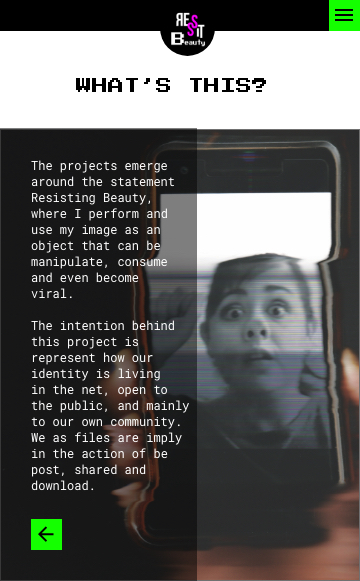 RESSIT
Beauty
WHAT'S THIS?
The projects emerge
around the statement
Resisting Beauty,
where I perform and
use my image as an
object that can be
manipulate, consume
and even become
viral.
The intention behind
this project is
represent how our
identity is living
in the net, open to
the public, and mainly
to our own community.
We as files are imply
in the action of be
post, shared and
download.